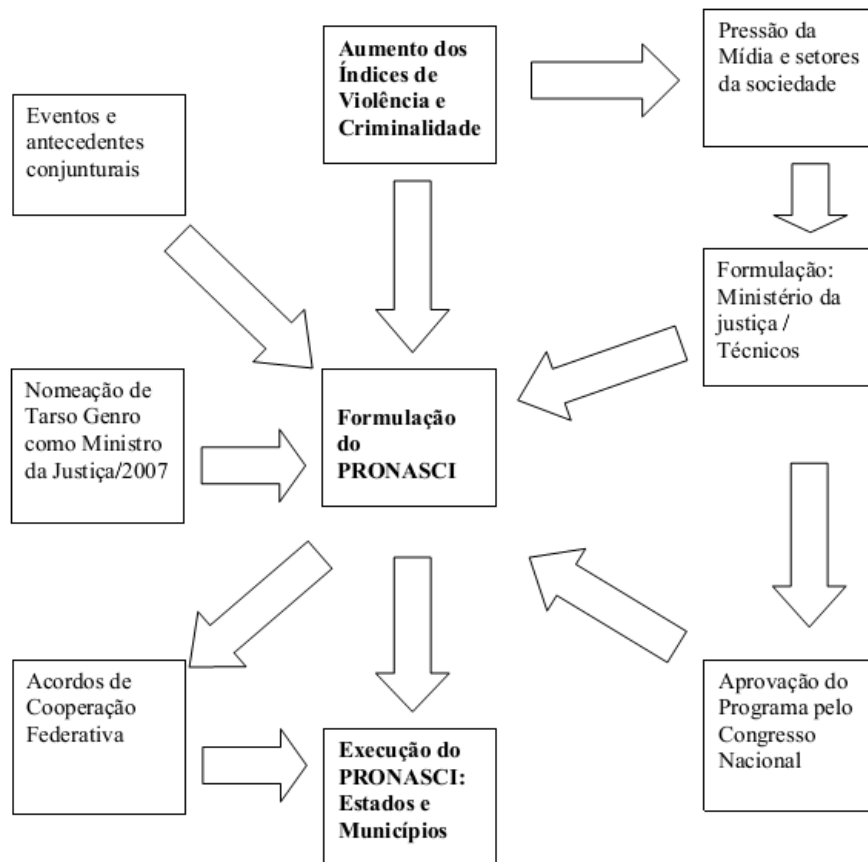 Aumento dos
Índices de
Violência e
Criminalidade
Pressão da
Mídia e setores
da sociedade
Eventos e
antecedentes
conjunturais
Formulação:
Ministério da
justiça /
Técnicos
Nomeação de
Tarso Genro
como Ministro
da Justiça/2007
Formulação
do
PRONASCI
Acordos de
Cooperação
Federativa
Execução do
PRONASCI:
Estados e
Municípios
Aprovação do
Programa pelo
Congresso
Nacional